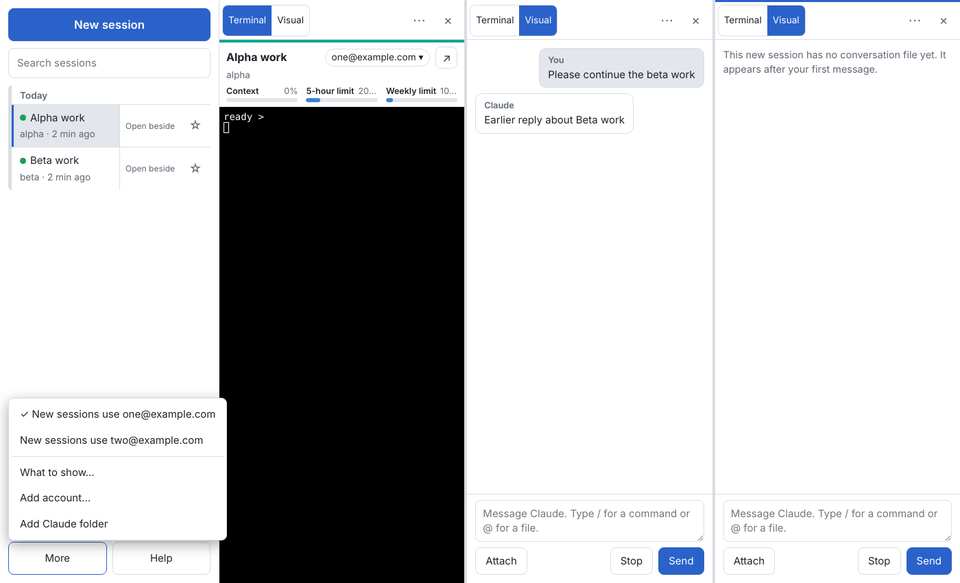 New session
Search sessions
Today
Alpha work
alpha · 2 min ago
Open beside
Beta work
beta · 2 min ago
Open beside
✓ New sessions use one@example.com
New sessions use two@example.com
What to show...
Add account...
Add Claude folder
More
Help
Terminal
Visual
Alpha work
one@example.com ▾
alpha
Context 0% 5-hour limit 20... Weekly limit 10...
ready >
Terminal
Visual
You
Please continue the beta work
Claude
Earlier reply about Beta work
Message Claude. Type / for a command or
@ for a file.
Attach
Stop
Send
Terminal
Visual
This new session has no conversation file yet. It
appears after your first message.
Message Claude. Type / for a command or
@ for a file.
Attach
Stop
Send